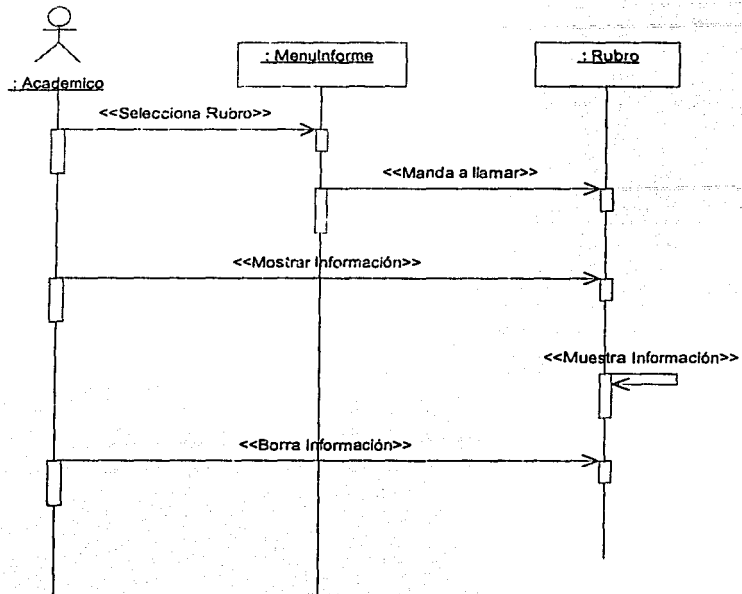 : Academico
: MenuInforme
: Rubro
<<Selecciona Rubro>>
<<Manda a llamar>>
<<Mostrar Información>>
<<Muestra Información>>
<<Borra Información>>